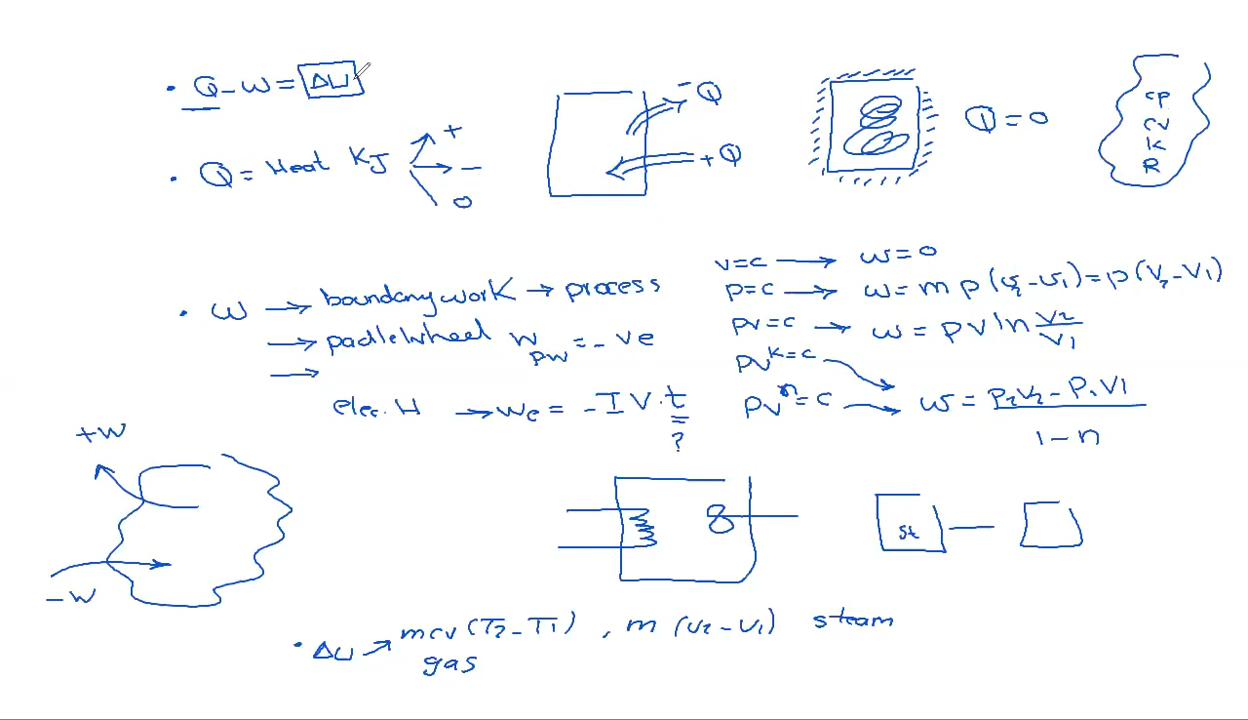 • Q - W = ΔU
• Q = Heat KJ + - 0
-Q
+Q
Q = 0
cp
cv
k
R
• W → boundary work → process
→ padlewheel Wpw = - ve
→
elec. H → We = - I V . t
?
v=c → w = 0
p=c → w = m p (v2 - v1) = p (V2 - V1)
pv=c → w = pv ln V2/V1
pv^k=c
pv^n=c → w = P2V2 - P1V1 / 1 - n
+W
-W
st
• ΔU → mcv (T2 - T1) , m (u2 - u1) steam
gas